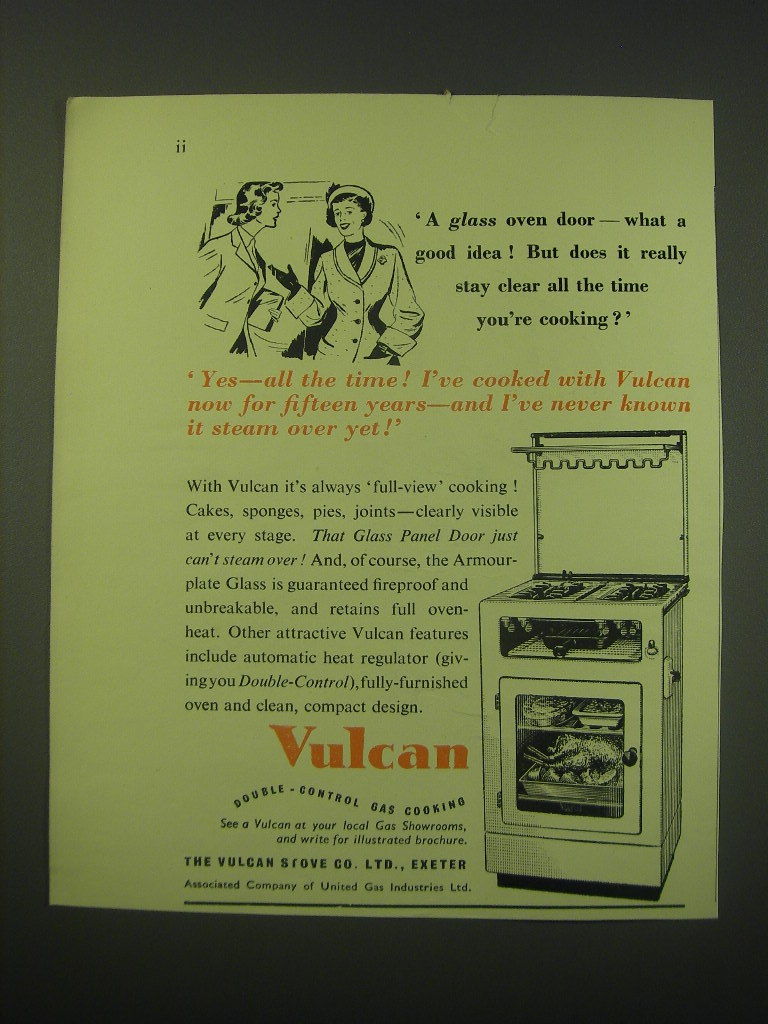 ii
‘A glass oven door — what a
good idea ! But does it really
stay clear all the time
you're cooking?’
‘Yes—all the time! I've cooked with Vulcan
now for fifteen years—and I've never known
it steam over yet!’
With Vulcan it's always ‘full-view’ cooking !
Cakes, sponges, pies, joints—clearly visible
at every stage. That Glass Panel Door just
can't steam over ! And, of course, the Armour-
plate Glass is guaranteed fireproof and
unbreakable, and retains full oven-
heat. Other attractive Vulcan features
include automatic heat regulator (giv-
ing you Double-Control), fully-furnished
oven and clean, compact design.
Vulcan
DOUBLE - CONTROL GAS COOKING
See a Vulcan at your local Gas Showrooms,
and write for illustrated brochure.
THE VULCAN STOVE CO. LTD., EXETER
Associated Company of United Gas Industries Ltd.